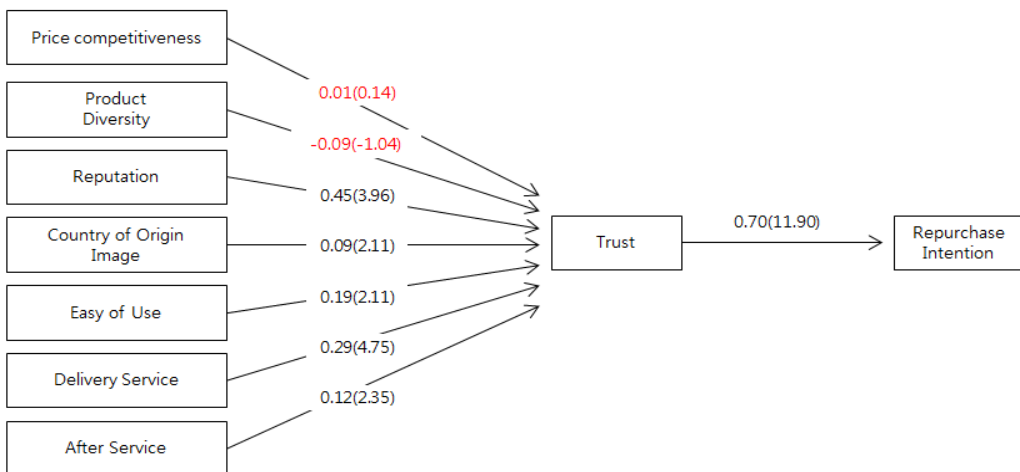 Price competitiveness
0.01(0.14)
Product
Diversity
-0.09(-1.04)
Reputation
0.45(3.96)
Country of Origin
Image
0.09(2.11)
Trust
0.70(11.90)
Repurchase
Intention
Easy of Use
0.19(2.11)
Delivery Service
0.29(4.75)
After Service
0.12(2.35)